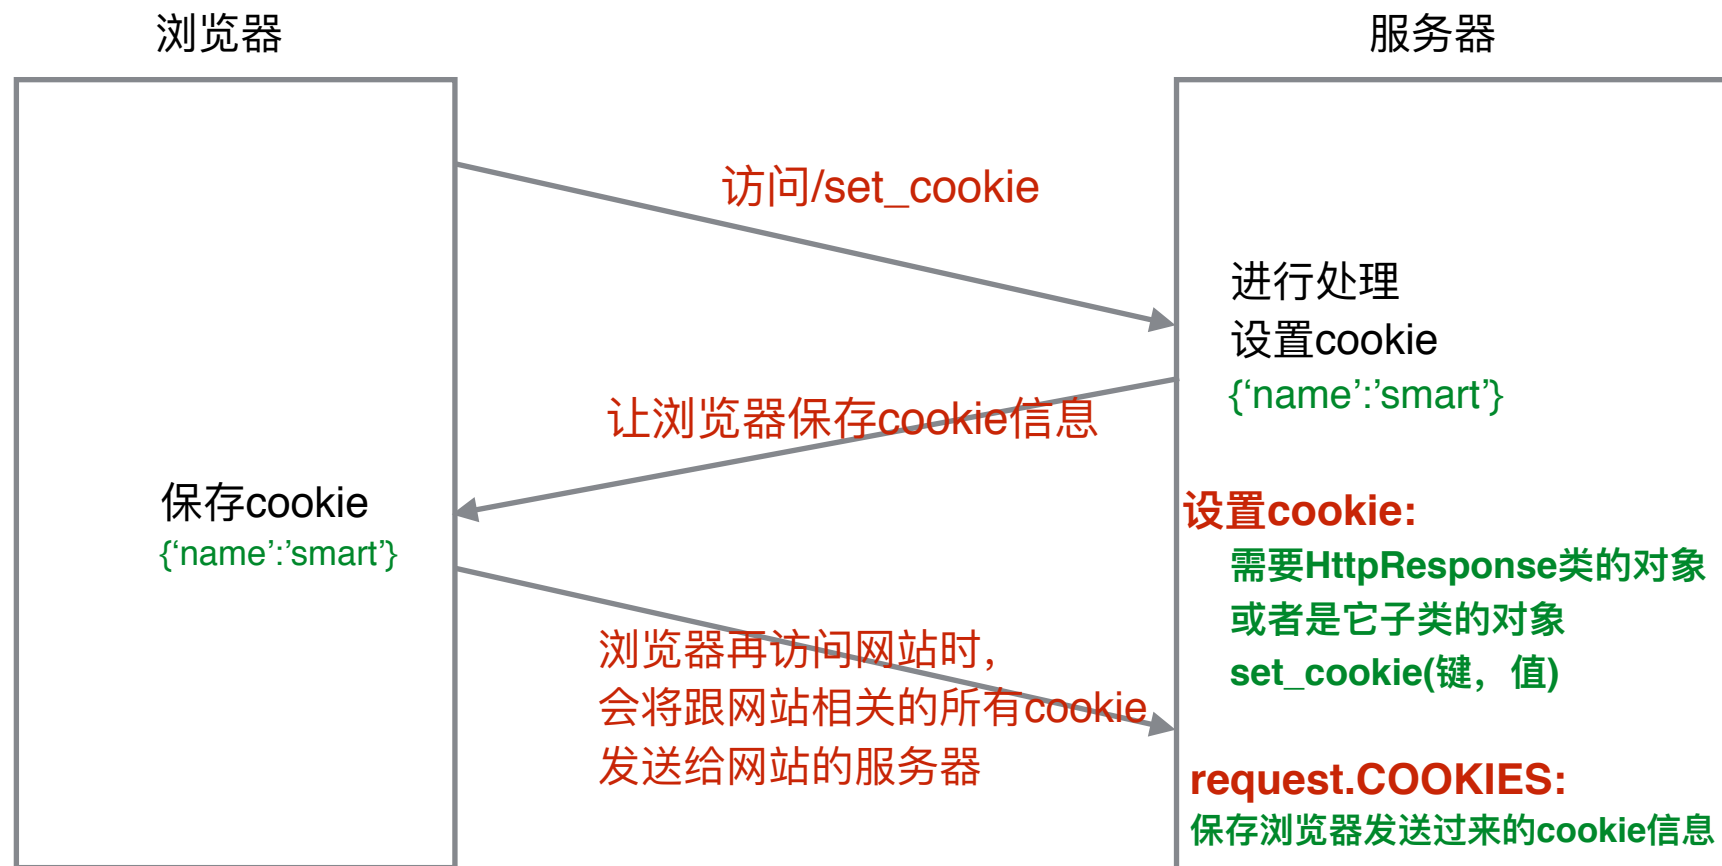 浏览器
服务器
访问/set_cookie
进行处理
设置cookie
{‘name’:’smart’}
让浏览器保存cookie信息
保存cookie
{‘name’:’smart’}
设置cookie:
需要HttpResponse类的对象
或者是它子类的对象
set_cookie(键，值)
浏览器再访问网站时，
会将跟网站相关的所有cookie
发送给网站的服务器
request.COOKIES:
保存浏览器发送过来的cookie信息